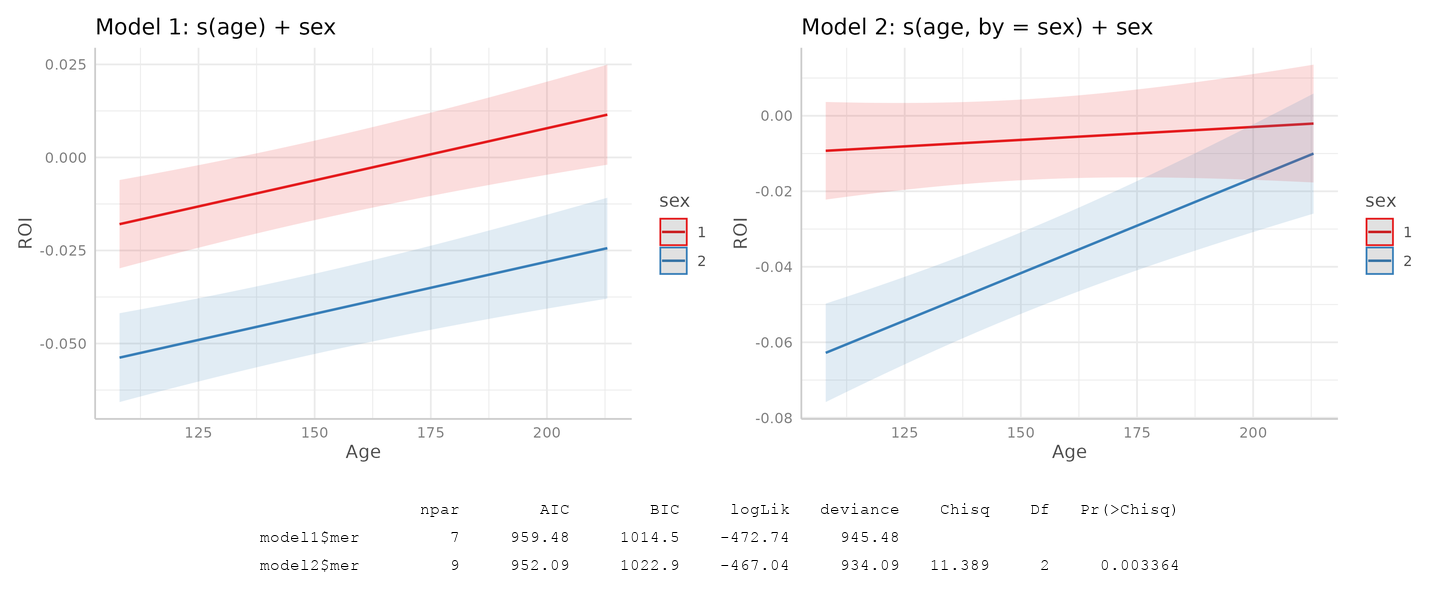 Model 1: s(age) + sex
0.025
0.000
-0.025
-0.050
ROI
125 150 175 200
Age
sex
1
2
Model 2: s(age, by = sex) + sex
0.00
-0.02
-0.04
-0.06
-0.08
ROI
125 150 175 200
Age
sex
1
2
npar AIC BIC logLik deviance Chisq Df Pr(>Chisq)
model1$mer 7 959.48 1014.5 -472.74 945.48
model2$mer 9 952.09 1022.9 -467.04 934.09 11.389 2 0.003364